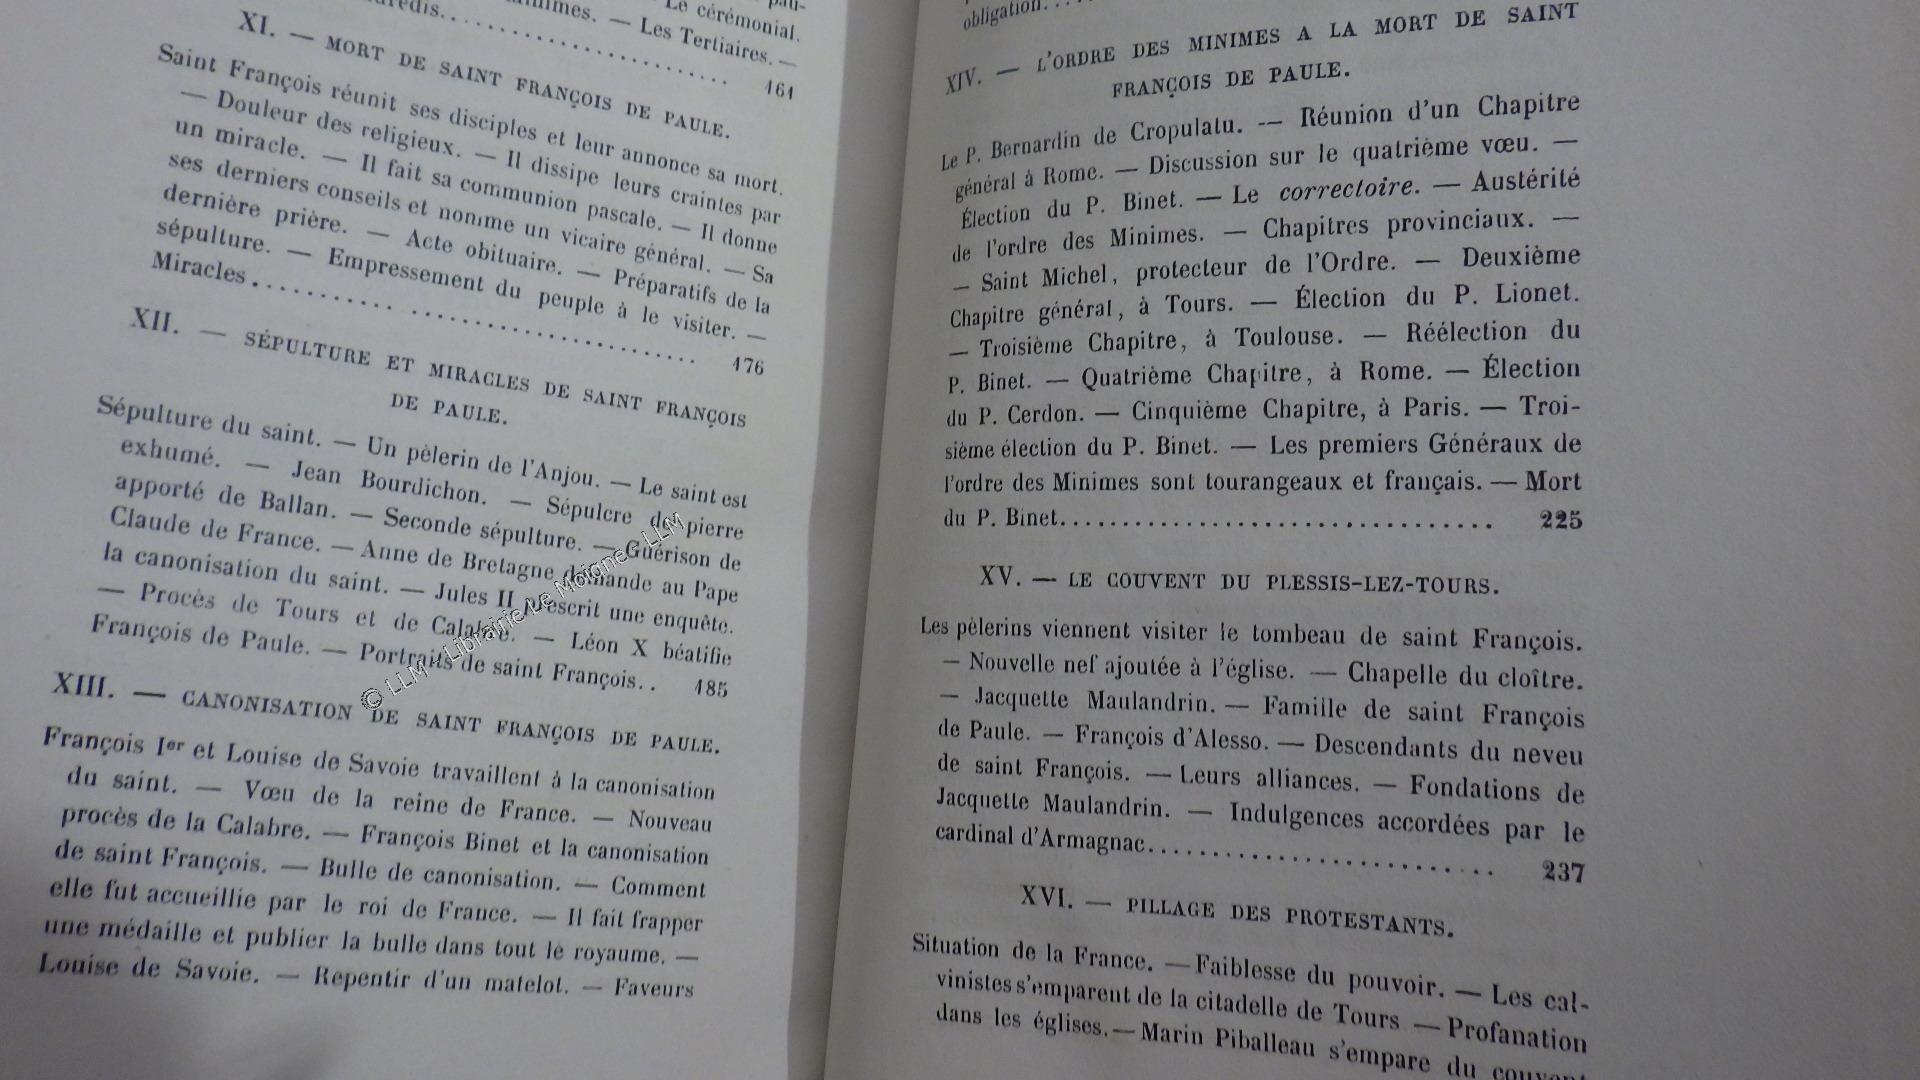 Le cérémonial.
— Les Tertiaires. —
161
XI. — MORT DE SAINT FRANÇOIS DE PAULE.
Saint François réunit ses disciples et leur annonce sa mort.
— Douleur des religieux. — Il dissipe leurs craintes par
un miracle. — Il fait sa communion pascale. — Il donne
ses derniers conseils et nomme un vicaire général. — Sa
dernière prière. — Acte obituaire. — Préparatifs de la
sépulture. — Empressement du peuple à le visiter. —
Miracles. . . . . . . . . . . . . . . . . . . . . . . . . . . . . . . . . . 176
XII. — SÉPULTURE ET MIRACLES DE SAINT FRANÇOIS
DE PAULE.
Sépulture du saint. — Un pèlerin de l'Anjou. — Le saint est
exhumé. — Jean Bourdichon. — Sépulcre de pierre
apporté de Ballan. — Seconde sépulture. — Guérison de
Claude de France. — Anne de Bretagne demande au Pape
la canonisation du saint. — Jules II prescrit une enquête.
— Procès de Tours et de Calabre. — Léon X béatifie
François de Paule. — Portraits de saint François. . 185
XIII. — CANONISATION DE SAINT FRANÇOIS DE PAULE.
François Ier et Louise de Savoie travaillent à la canonisation
du saint. — Vœu de la reine de France. — Nouveau
procès de la Calabre. — François Binet et la canonisation
de saint François. — Bulle de canonisation. — Comment
elle fut accueillie par le roi de France. — Il fait frapper
une médaille et publier la bulle dans tout le royaume. —
Louise de Savoie. — Repentir d'un matelot. — Faveurs
© LLM - Librairie Le Moigne - LLM
obligation. . . .
XIV. — L'ORDRE DES MINIMES A LA MORT DE SAINT
FRANÇOIS DE PAULE.
Le P. Bernardin de Cropulatu. — Réunion d'un Chapitre
général à Rome. — Discussion sur le quatrième vœu. —
Élection du P. Binet. — Le correctoire. — Austérité
de l'ordre des Minimes. — Chapitres provinciaux. —
— Saint Michel, protecteur de l'Ordre. — Deuxième
Chapitre général, à Tours. — Élection du P. Lionet.
— Troisième Chapitre, à Toulouse. — Réélection du
P. Binet. — Quatrième Chapitre, à Rome. — Élection
du P. Cerdon. — Cinquième Chapitre, à Paris. — Troi-
sième élection du P. Binet. — Les premiers Généraux de
l'ordre des Minimes sont tourangeaux et français. — Mort
du P. Binet. . . . . . . . . . . . . . . . . . . . . . . . . . . . . . . . . 225
XV. — LE COUVENT DU PLESSIS-LEZ-TOURS.
Les pèlerins viennent visiter le tombeau de saint François.
— Nouvelle nef ajoutée à l'église. — Chapelle du cloître.
— Jacquette Maulandrin. — Famille de saint François
de Paule. — François d'Alesso. — Descendants du neveu
de saint François. — Leurs alliances. — Fondations de
Jacquette Maulandrin. — Indulgences accordées par le
cardinal d'Armagnac. . . . . . . . . . . . . . . . . . . . . . . . . . . 237
XVI. — PILLAGE DES PROTESTANTS.
Situation de la France. — Faiblesse du pouvoir. — Les cal-
vinistes s'emparent de la citadelle de Tours — Profanation
dans les églises. — Marin Piballeau s'empare du couvent